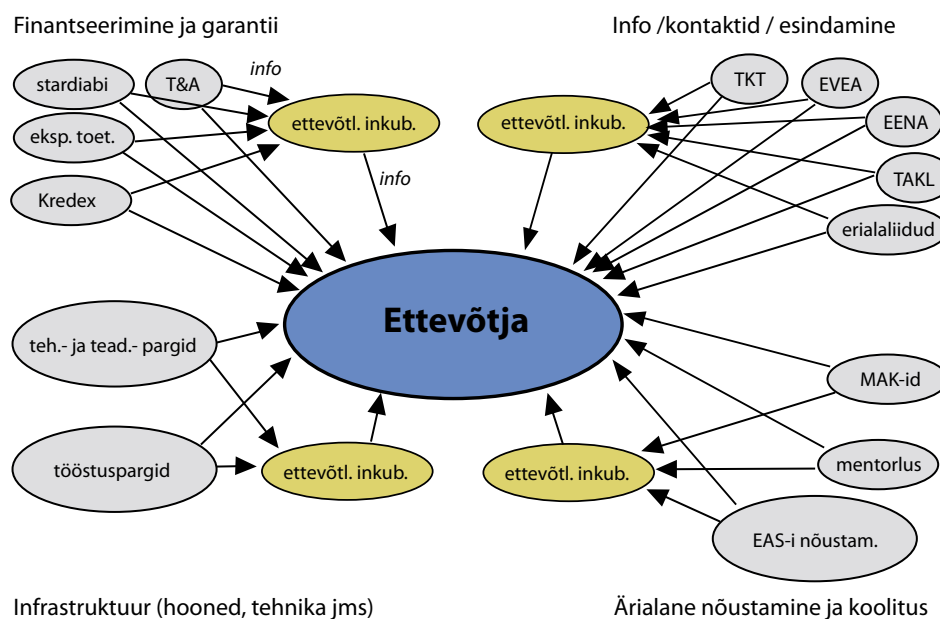 Finantseerimine ja garantii
Info /kontaktid / esindamine
stardiabi
T&A
info
ettevõtl. inkub.
eksp. toet.
Kredex
info
ettevõtl. inkub.
TKT
EVEA
EENA
TAKL
erialaliidud
Ettevõtja
teh.- ja tead.- pargid
tööstuspargid
ettevõtl. inkub.
ettevõtl. inkub.
MAK-id
mentorlus
EAS-i nõustam.
Infrastruktuur (hooned, tehnika jms)
Ärialane nõustamine ja koolitus